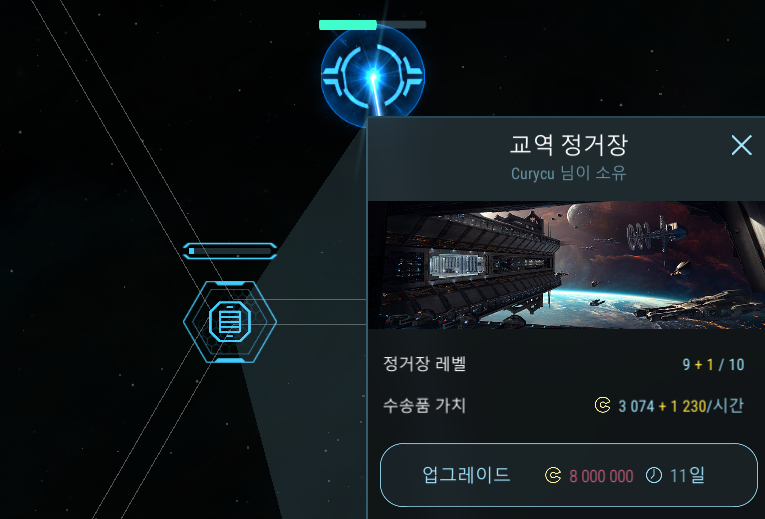 교역 정거장
Curycu 님이 소유
정거장 레벨 9 + 1 / 10
수송품 가치 3 074 + 1 230/시간
업그레이드 8 000 000 11일